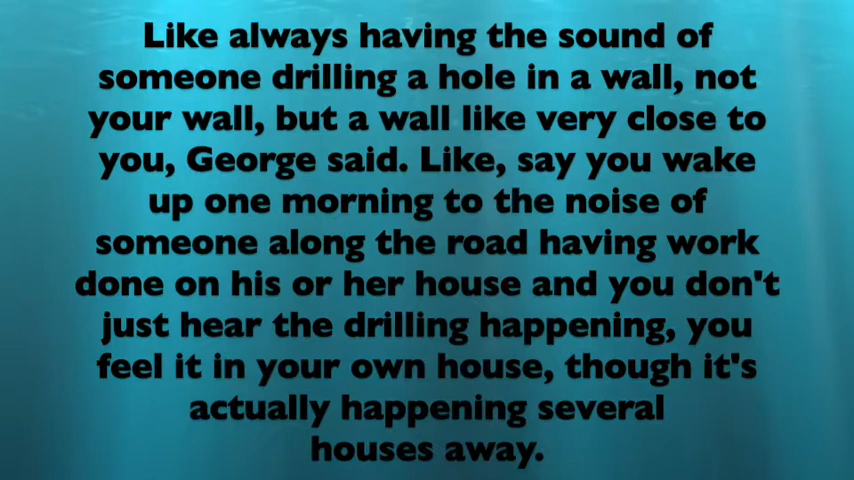 Like always having the sound of
someone drilling a hole in a wall, not
your wall, but a wall like very close to
you, George said. Like, say you wake
up one morning to the noise of
someone along the road having work
done on his or her house and you don't
just hear the drilling happening, you
feel it in your own house, though it's
actually happening several
houses away.